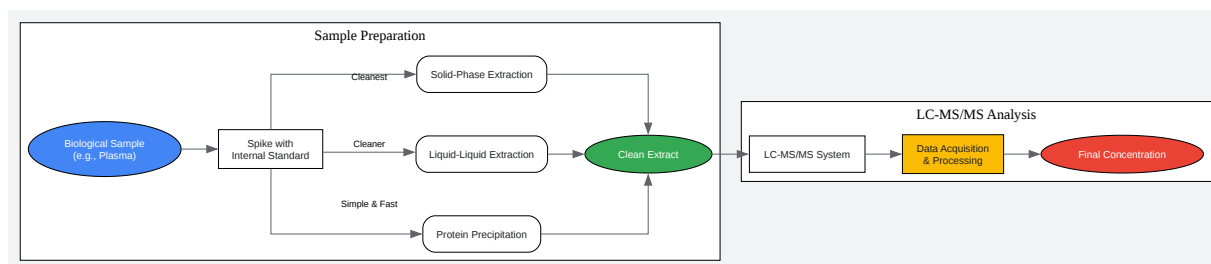 Sample Preparation
Biological Sample
(e.g., Plasma)
Spike with
Internal Standard
Cleanest
Solid-Phase Extraction
Cleaner
Liquid-Liquid Extraction
Simple & Fast
Protein Precipitation
Clean Extract
LC-MS/MS Analysis
LC-MS/MS System
Data Acquisition
& Processing
Final Concentration